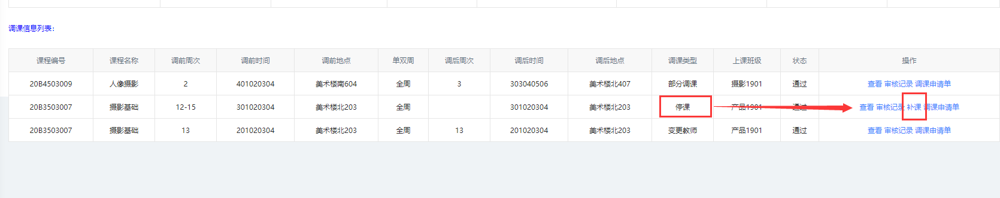 调课信息列表:
课程编号 课程名称 调前周次 调前时间 调前地点 单双周 调后周次 调后时间 调后地点 调课类型 上课班级 状态 操作
20B4503009 人像摄影 2 401020304 美术楼南604 全周 3 303040506 美术楼北407 部分调课 摄影1901 通过 查看 审核记录 调课申请单
20B3503007 摄影基础 12-15 301020304 美术楼北203 全周 301020304 美术楼北203 停课 产品1901 通过 查看 审核记录 补课 调课申请单
20B3503007 摄影基础 13 201020304 美术楼北203 全周 13 201020304 美术楼北203 变更教师 产品1901 通过 查看 审核记录 调课申请单